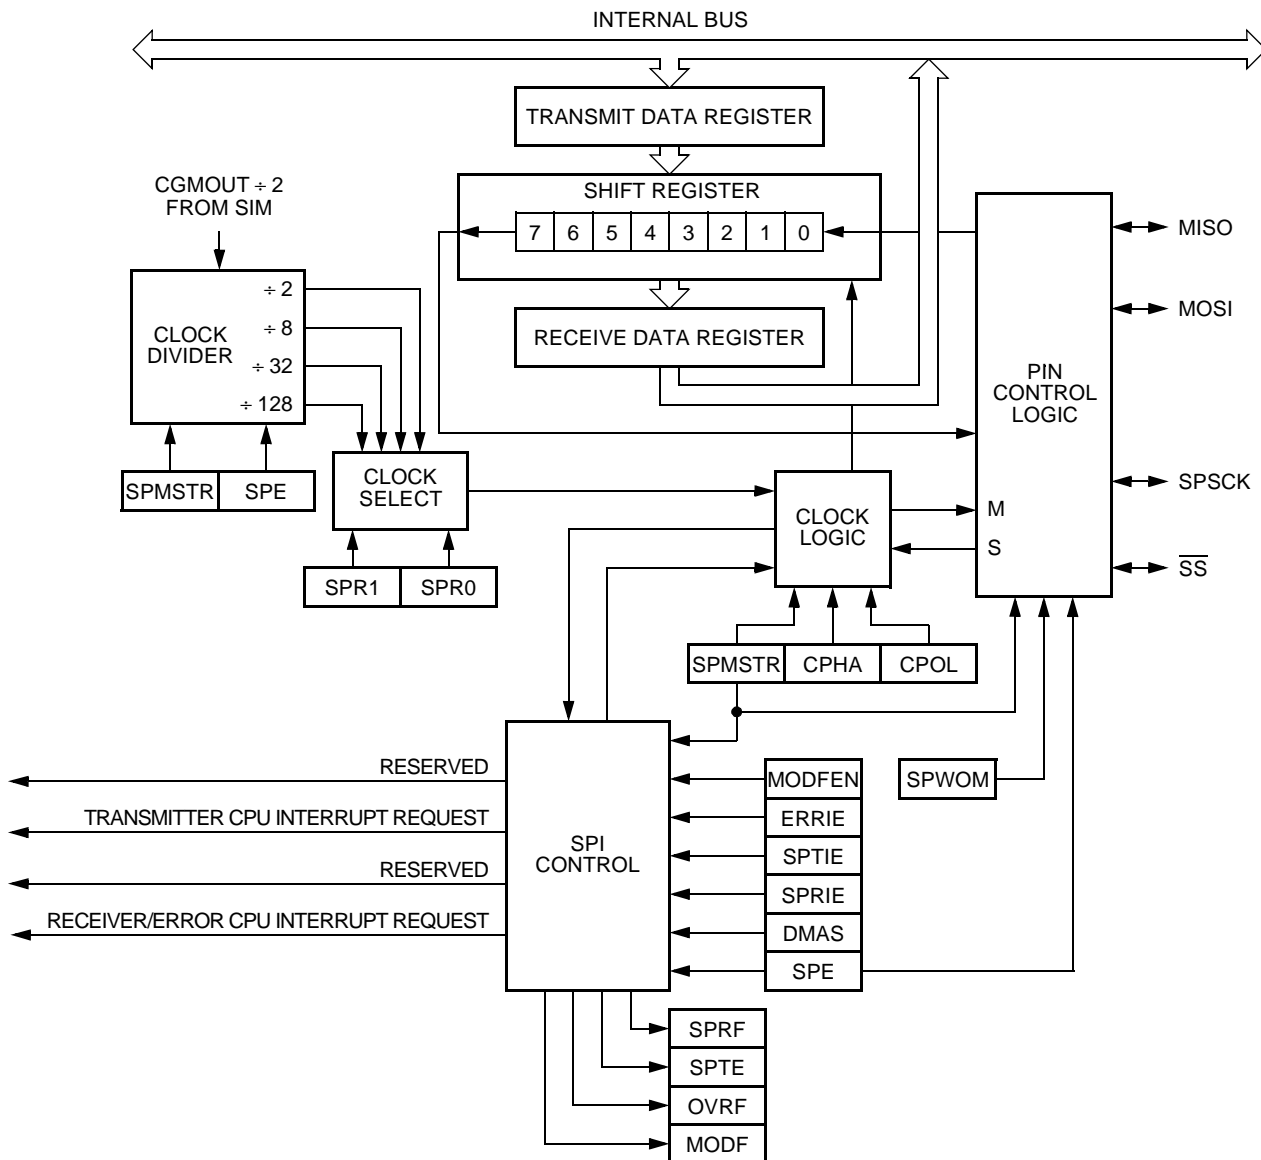 INTERNAL BUS
TRANSMIT DATA REGISTER
CGMOUT ÷ 2
FROM SIM
SHIFT REGISTER
7 6 5 4 3 2 1 0
MISO
÷ 2
CLOCK
DIVIDER
÷ 8
÷ 32
÷ 128
RECEIVE DATA REGISTER
MOSI
PIN
CONTROL
LOGIC
SPMSTR SPE
CLOCK
SELECT
SPR1 SPR0
CLOCK
LOGIC
M
S
SPSCK
S̅S̅
SPMSTR CPHA CPOL
RESERVED
TRANSMITTER CPU INTERRUPT REQUEST
RESERVED
RECEIVER/ERROR CPU INTERRUPT REQUEST
SPI
CONTROL
MODFEN
ERRIE
SPTIE
SPRIE
DMAS
SPE
SPWOM
SPRF
SPTE
OVRF
MODF